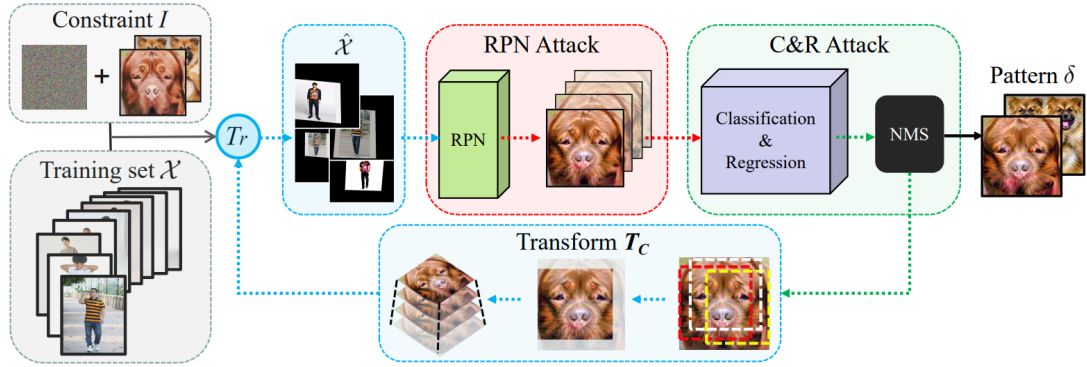 Constraint I
+
Training set 𝒳
Tr
𝒳̂
RPN Attack
RPN
C&R Attack
Classification
&
Regression
NMS
Pattern δ
Transform T_C